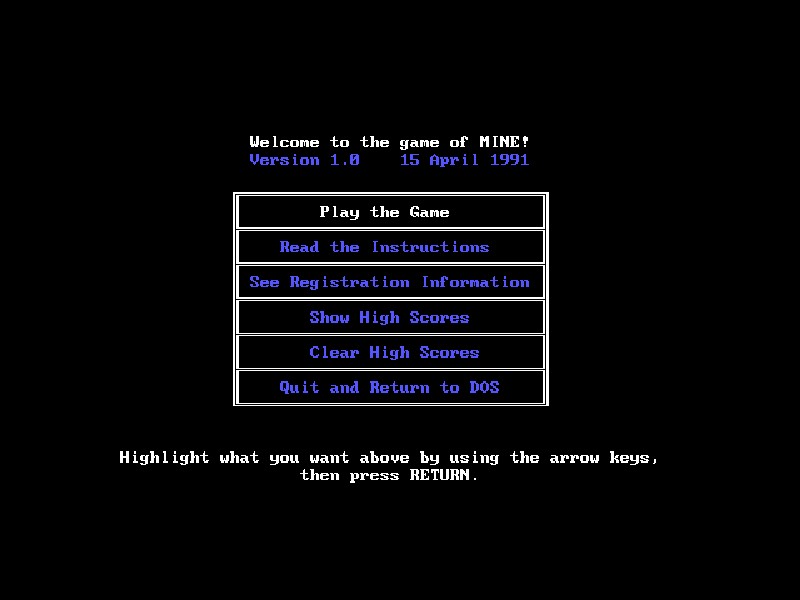 Welcome to the game of MINE!
Version 1.0    15 April 1991
Play the Game
Read the Instructions
See Registration Information
Show High Scores
Clear High Scores
Quit and Return to DOS
Highlight what you want above by using the arrow keys,
then press RETURN.